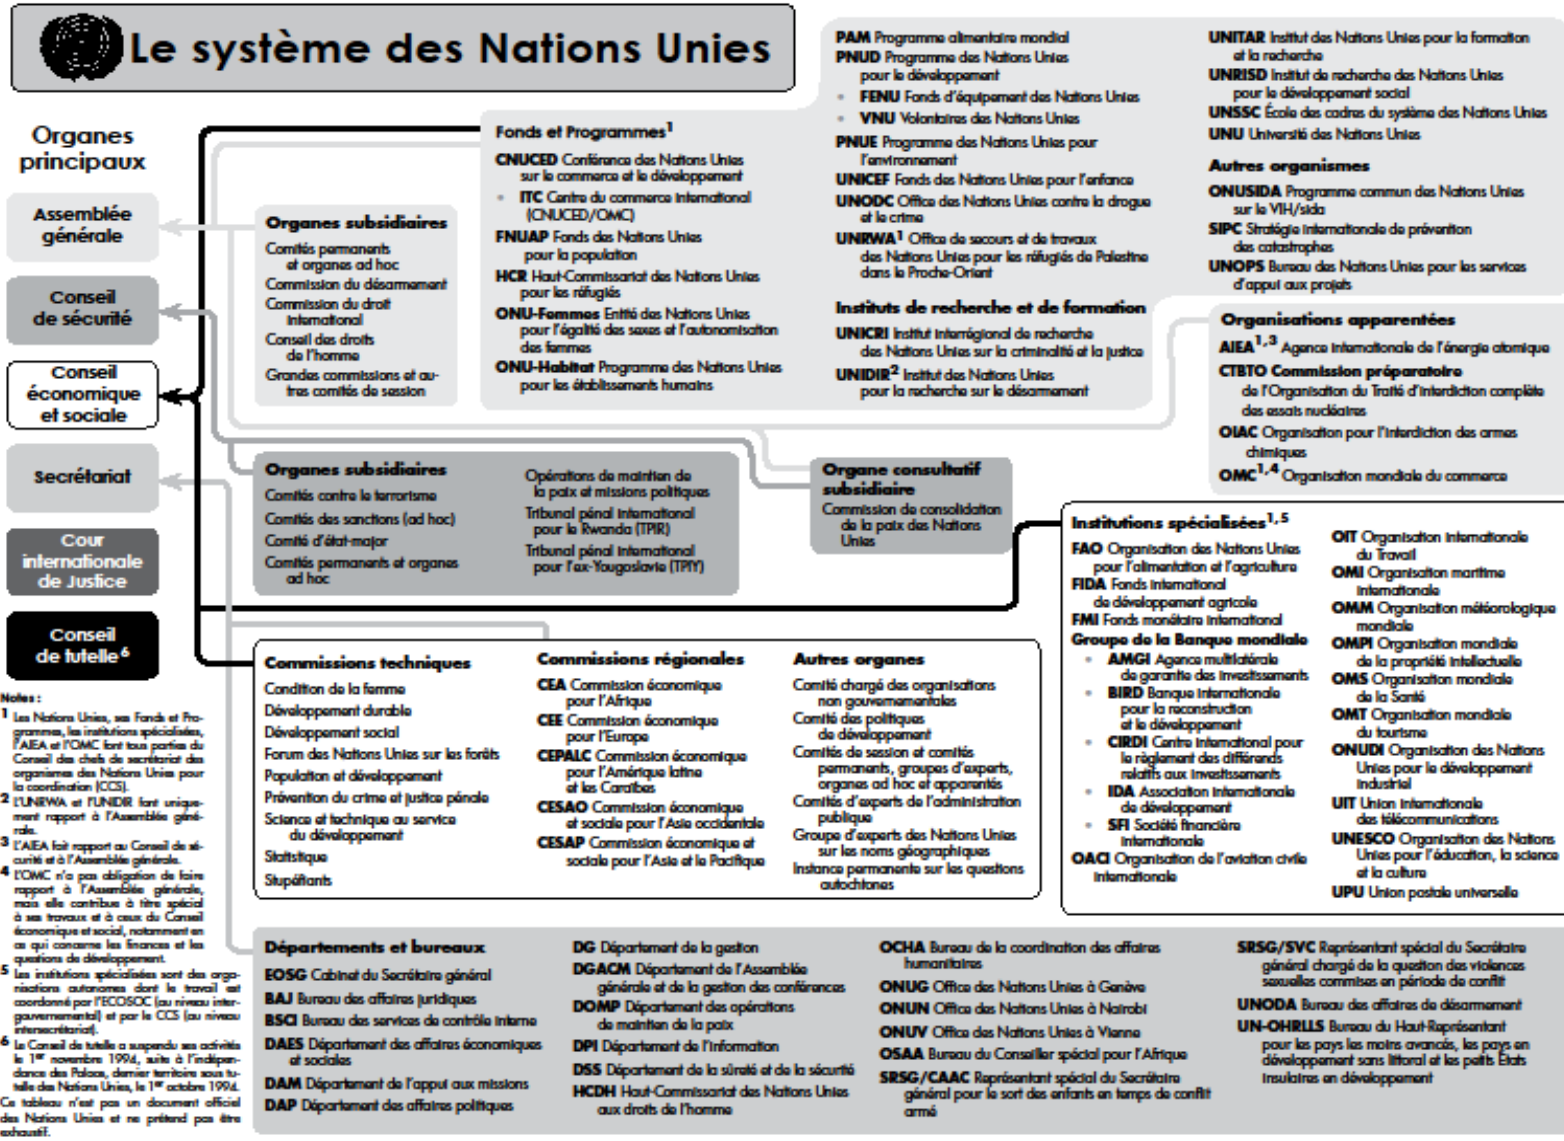 Le système des Nations Unies
Organes
principaux
Assemblée
générale
Conseil
de sécurité
Conseil
économique
et sociale
Secrétariat
Cour
internationale
de Justice
Conseil
de tutelle 6
Notes :
1 Les Nations Unies, ses Fonds et Pro-
grammes, les institutions spécialisées,
l'AIEA et l'OMC font tous parties du
Conseil des chefs de secrétariat des
organismes des Nations Unies pour
la coordination (CCS).
2 L'UNRWA et l'UNIDIR font unique-
ment rapport à l'Assemblée géné-
rale.
3 L'AIEA fait rapport au Conseil de sé-
curité et à l'Assemblée générale.
4 L'OMC n'a pas obligation de faire
rapport à l'Assemblée générale,
mais elle contribue à titre spécial
à ses travaux et à ceux du Conseil
économique et social, notamment en
ce qui concerne les finances et les
questions de développement.
5 Les institutions spécialisées sont des orga-
nisations autonomes dont le travail est
coordonné par l'ECOSOC (au niveau inter-
gouvernemental) et par le CCS (au niveau
intersecrétariat).
6 Le Conseil de tutelle a suspendu ses activités
le 1er novembre 1994, suite à l'indépen-
dance des Palaos, dernier territoire sous tu-
telle des Nations Unies, le 1er octobre 1994.
Ce tableau n'est pas un document officiel
des Nations Unies et ne prétend pas être
exhaustif.
Organes subsidiaires
Comités permanents
et organes ad hoc
Commission du désarmement
Commission du droit
international
Conseil des droits
de l'homme
Grandes commissions et au-
tres comités de session
Fonds et Programmes1
CNUCED Conférence des Nations Unies
sur le commerce et le développement
• ITC Centre du commerce international
(CNUCED/OMC)
FNUAP Fonds des Nations Unies
pour la population
HCR Haut-Commissariat des Nations Unies
pour les réfugiés
ONU-Femmes Entité des Nations Unies
pour l'égalité des sexes et l'autonomisation
des femmes
ONU-Habitat Programme des Nations Unies
pour les établissements humains
PAM Programme alimentaire mondial
PNUD Programme des Nations Unies
pour le développement
• FENU Fonds d'équipement des Nations Unies
• VNU Volontaires des Nations Unies
PNUE Programme des Nations Unies pour
l'environnement
UNICEF Fonds des Nations Unies pour l'enfance
UNODC Office des Nations Unies contre la drogue
et le crime
UNRWA1 Office de secours et de travaux
des Nations Unies pour les réfugiés de Palestine
dans le Proche-Orient
Instituts de recherche et de formation
UNICRI Institut interrégional de recherche
des Nations Unies sur la criminalité et la justice
UNIDIR2 Institut des Nations Unies
pour la recherche sur le désarmement
UNITAR Institut des Nations Unies pour la formation
et la recherche
UNRISD Institut de recherche des Nations Unies
pour le développement social
UNSSC École des cadres du système des Nations Unies
UNU Université des Nations Unies
Autres organismes
ONUSIDA Programme commun des Nations Unies
sur le VIH/sida
SIPC Stratégie internationale de prévention
des catastrophes
UNOPS Bureau des Nations Unies pour les services
d'appui aux projets
Organisations apparentées
AIEA1,3 Agence internationale de l'énergie atomique
CTBTO Commission préparatoire
de l'Organisation du Traité d'interdiction complète
des essais nucléaires
OIAC Organisation pour l'interdiction des armes
chimiques
OMC1,4 Organisation mondiale du commerce
Organes subsidiaires
Comités contre le terrorisme
Comités des sanctions (ad hoc)
Comité d'état-major
Comités permanents et organes
ad hoc
Opérations de maintien de
la paix et missions politiques
Tribunal pénal international
pour le Rwanda (TPIR)
Tribunal pénal international
pour l'ex-Yougoslavie (TPIY)
Organe consultatif
subsidiaire
Commission de consolidation
de la paix des Nations
Unies
Institutions spécialisées1,5
FAO Organisation des Nations Unies
pour l'alimentation et l'agriculture
FIDA Fonds international
de développement agricole
FMI Fonds monétaire international
Groupe de la Banque mondiale
• AMGI Agence multilatérale
de garantie des investissements
• BIRD Banque internationale
pour la reconstruction
et le développement
• CIRDI Centre international pour
le règlement des différends
relatifs aux investissements
• IDA Association internationale
de développement
• SFI Société financière
internationale
OACI Organisation de l'aviation civile
internationale
OIT Organisation internationale
du Travail
OMI Organisation maritime
internationale
OMM Organisation météorologique
mondiale
OMPI Organisation mondiale
de la propriété intellectuelle
OMS Organisation mondiale
de la Santé
OMT Organisation mondiale
du tourisme
ONUDI Organisation des Nations
Unies pour le développement
industriel
UIT Union internationale
des télécommunications
UNESCO Organisation des Nations
Unies pour l'éducation, la science
et la culture
UPU Union postale universelle
Commissions techniques
Condition de la femme
Développement durable
Développement social
Forum des Nations Unies sur les forêts
Population et développement
Prévention du crime et justice pénale
Science et technique au service
du développement
Statistique
Stupéfiants
Commissions régionales
CEA Commission économique
pour l'Afrique
CEE Commission économique
pour l'Europe
CEPALC Commission économique
pour l'Amérique latine
et les Caraïbes
CESAO Commission économique
et sociale pour l'Asie occidentale
CESAP Commission économique et
sociale pour l'Asie et le Pacifique
Autres organes
Comité chargé des organisations
non gouvernementales
Comité des politiques
de développement
Comités de session et comités
permanents, groupes d'experts,
organes ad hoc et apparentés
Comités d'experts de l'administration
publique
Groupe d'experts des Nations Unies
sur les noms géographiques
Instance permanente sur les questions
autochtones
Départements et bureaux
EOSG Cabinet du Secrétaire général
BAJ Bureau des affaires juridiques
BSCI Bureau des services de contrôle interne
DAES Département des affaires économiques
et sociales
DAM Département de l'appui aux missions
DAP Département des affaires politiques
DG Département de la gestion
DGACM Département de l'Assemblée
générale et de la gestion des conférences
DOMP Département des opérations
de maintien de la paix
DPI Département de l'information
DSS Département de la sûreté et de la sécurité
HCDH Haut-Commissariat des Nations Unies
aux droits de l'homme
OCHA Bureau de la coordination des affaires
humanitaires
ONUG Office des Nations Unies à Genève
ONUN Office des Nations Unies à Nairobi
ONUV Office des Nations Unies à Vienne
OSAA Bureau du Conseiller spécial pour l'Afrique
SRSG/CAAC Représentant spécial du Secrétaire
général pour le sort des enfants en temps de conflit
armé
SRSG/SVC Représentant spécial du Secrétaire
général chargé de la question des violences
sexuelles commises en période de conflit
UNODA Bureau des affaires de désarmement
UN-OHRLLS Bureau du Haut-Représentant
pour les pays les moins avancés, les pays en
développement sans littoral et les petits États
insulaires en développement